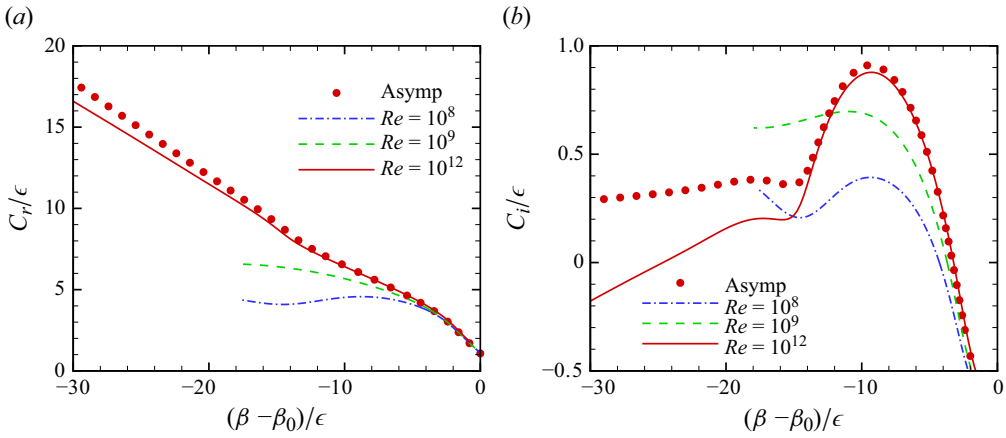 (a)
20
15
10
5
0
C_r/ϵ
−30
−20
−10
0
(β −β_0)/ϵ
Asymp
Re = 10^8
Re = 10^9
Re = 10^12
(b)
1.0
0.5
0
−0.5
C_i/ϵ
−30
−20
−10
0
(β −β_0)/ϵ
Asymp
Re = 10^8
Re = 10^9
Re = 10^12